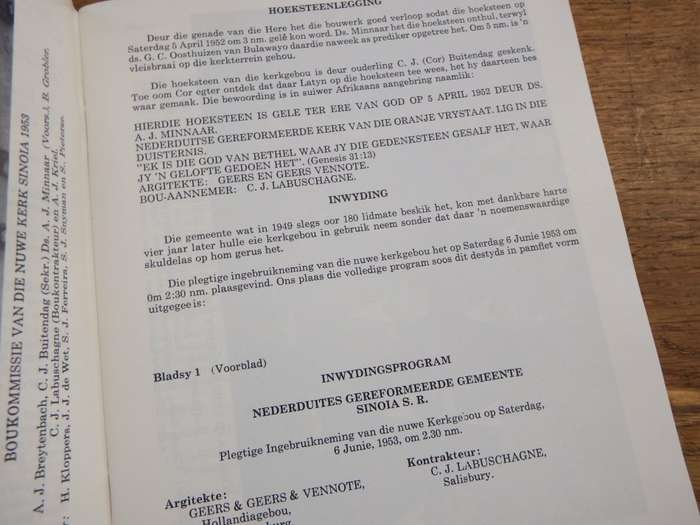 BOUKOMMISSIE VAN DIE NUWE KERK SINOIA 1953
A. J. Breytenbach, C. J. Buitendag (Sekr.) Ds. A. J. Minnaar (Voors.), B. Grobler,
C. J. Labuschagne (Boukontrakteur) en A. J. Kriel.
H. Kloppers, J. J. de Wet, S. J. Ferreira, S. J. Snyman en S. Pieterse.
HOEKSTEENLEGGING
Deur die genade van die Here het die bouwerk goed verloop sodat die hoeksteen op
Saterdag 5 April 1952 om 3 nm. gelê kon word. Ds. Minnaar het die hoeksteen onthul, terwyl
ds. G. C. Oosthuizen van Bulawayo daardie naweek as prediker opgetree het. Om 5 nm. is 'n
vleisbraai op die kerkterrein gehou.
Die hoeksteen van die kerkgebou is deur ouderling C. J. (Cor) Buitendag geskenk.
Toe oom Cor egter ontdek dat daar Latyn op die hoeksteen tee wees, het hy daarteen bes
waar gemaak. Die bewoording is in suiwer Afrikaans aangebring naamlik:
HIERDIE HOEKSTEEN IS GELE TER ERE VAN GOD OP 5 APRIL 1952 DEUR DS.
A. J. MINNAAR.
NEDERDUITSE GEREFORMEERDE KERK VAN DIE ORANJE VRYSTAAT. LIG IN DIE
DUISTERNIS.
"EK IS DIE GOD VAN BETHEL WAAR JY DIE GEDENKSTEEN GESALF HET, WAAR
JY 'N GELOFTE GEDOEN HET". (Genesis 31:13)
ARGITEKTE: GEERS EN GEERS VENNOTE.
BOU-AANNEMER: C. J. LABUSCHAGNE.
INWYDING
Die gemeente wat in 1949 slegs oor 180 lidmate beskik het, kon met dankbare harte
vier jaar later hulle eie kerkgebou in gebruik neem sonder dat daar 'n noemenswaardige
skuldelas op hom gerus het.
Die plegtige ingebruikneming van die nuwe kerkgebou het op Saterdag 6 Junie 1953 om
0m 2:30 nm. plaasgevind. Ons plaas die volledige program soos dit destyds in pamflet vorm
uitgegee is:
Bladsy 1 (Voorblad)
INWYDINGSPROGRAM
NEDERDUITES GEREFORMEERDE GEMEENTE
SINOIA S. R.
Plegtige Ingebruikneming van die nuwe Kerkgebou op Saterdag,
6 Junie, 1953, om 2.30 nm.
Argitekte:
GEERS & GEERS & VENNOTE,
Hollandiagebou,
Kontrakteur:
C. J. LABUSCHAGNE,
Salisbury.